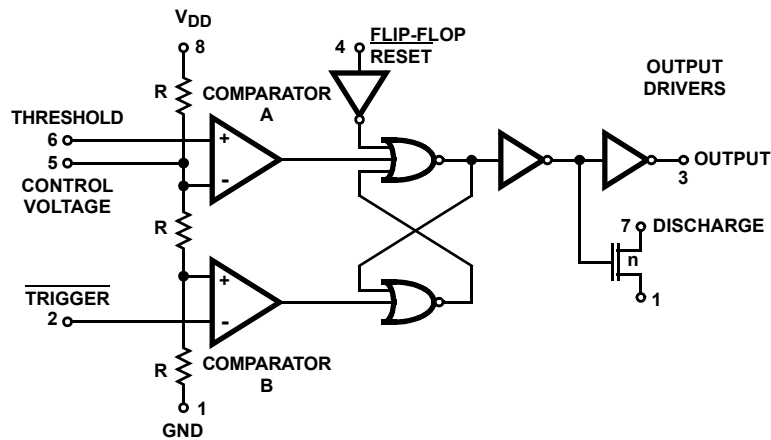 VDD
8
R
THRESHOLD
6
5
CONTROL
VOLTAGE
COMPARATOR
A
+
-
4
FLIP-FLOP
RESET
OUTPUT
DRIVERS
OUTPUT
3
R
7
DISCHARGE
n
1
TRIGGER
2
+
-
R
COMPARATOR
B
1
GND